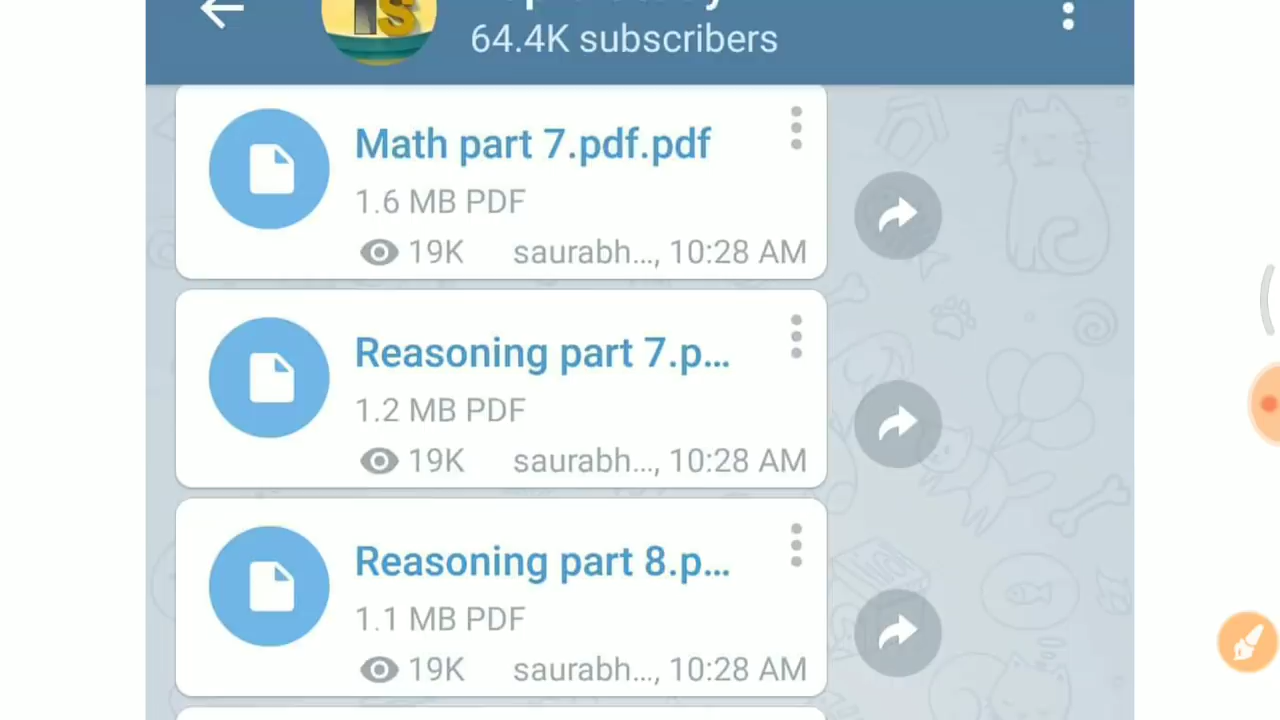 64.4K subscribers
Math part 7.pdf.pdf
1.6 MB PDF
19K saurabh..., 10:28 AM
Reasoning part 7.p...
1.2 MB PDF
19K saurabh..., 10:28 AM
Reasoning part 8.p...
1.1 MB PDF
19K saurabh..., 10:28 AM